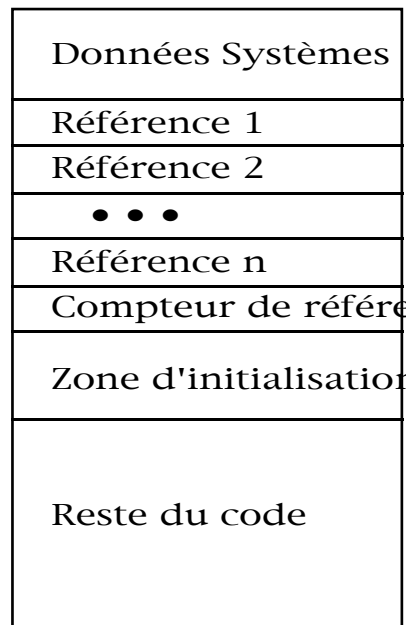 Données Systèmes
Référence 1
Référence 2
• • •
Référence n
Compteur de référe
Zone d'initialisation
Reste du code